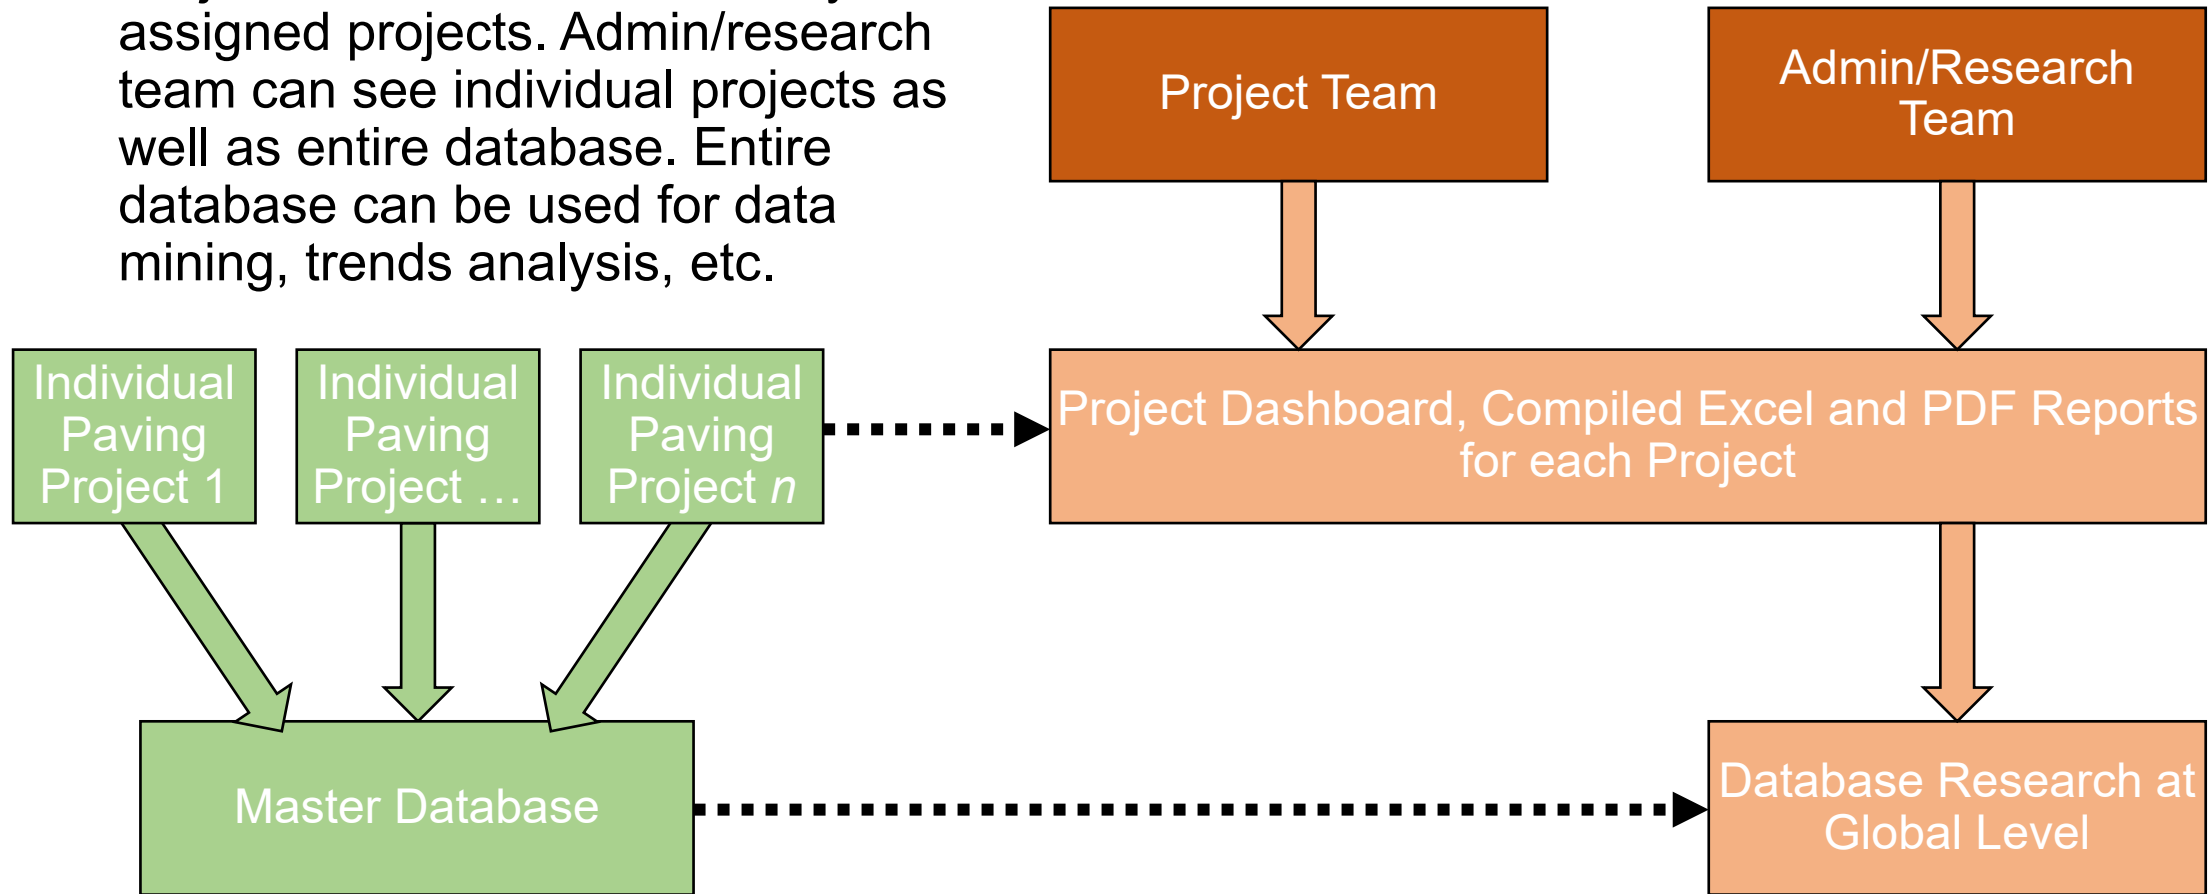 assigned projects. Admin/research
team can see individual projects as
well as entire database. Entire
database can be used for data
mining, trends analysis, etc.
Project Team
Admin/Research
Team
Individual
Paving
Project 1
Individual
Paving
Project …
Individual
Paving
Project n
Project Dashboard, Compiled Excel and PDF Reports
for each Project
Master Database
Database Research at
Global Level